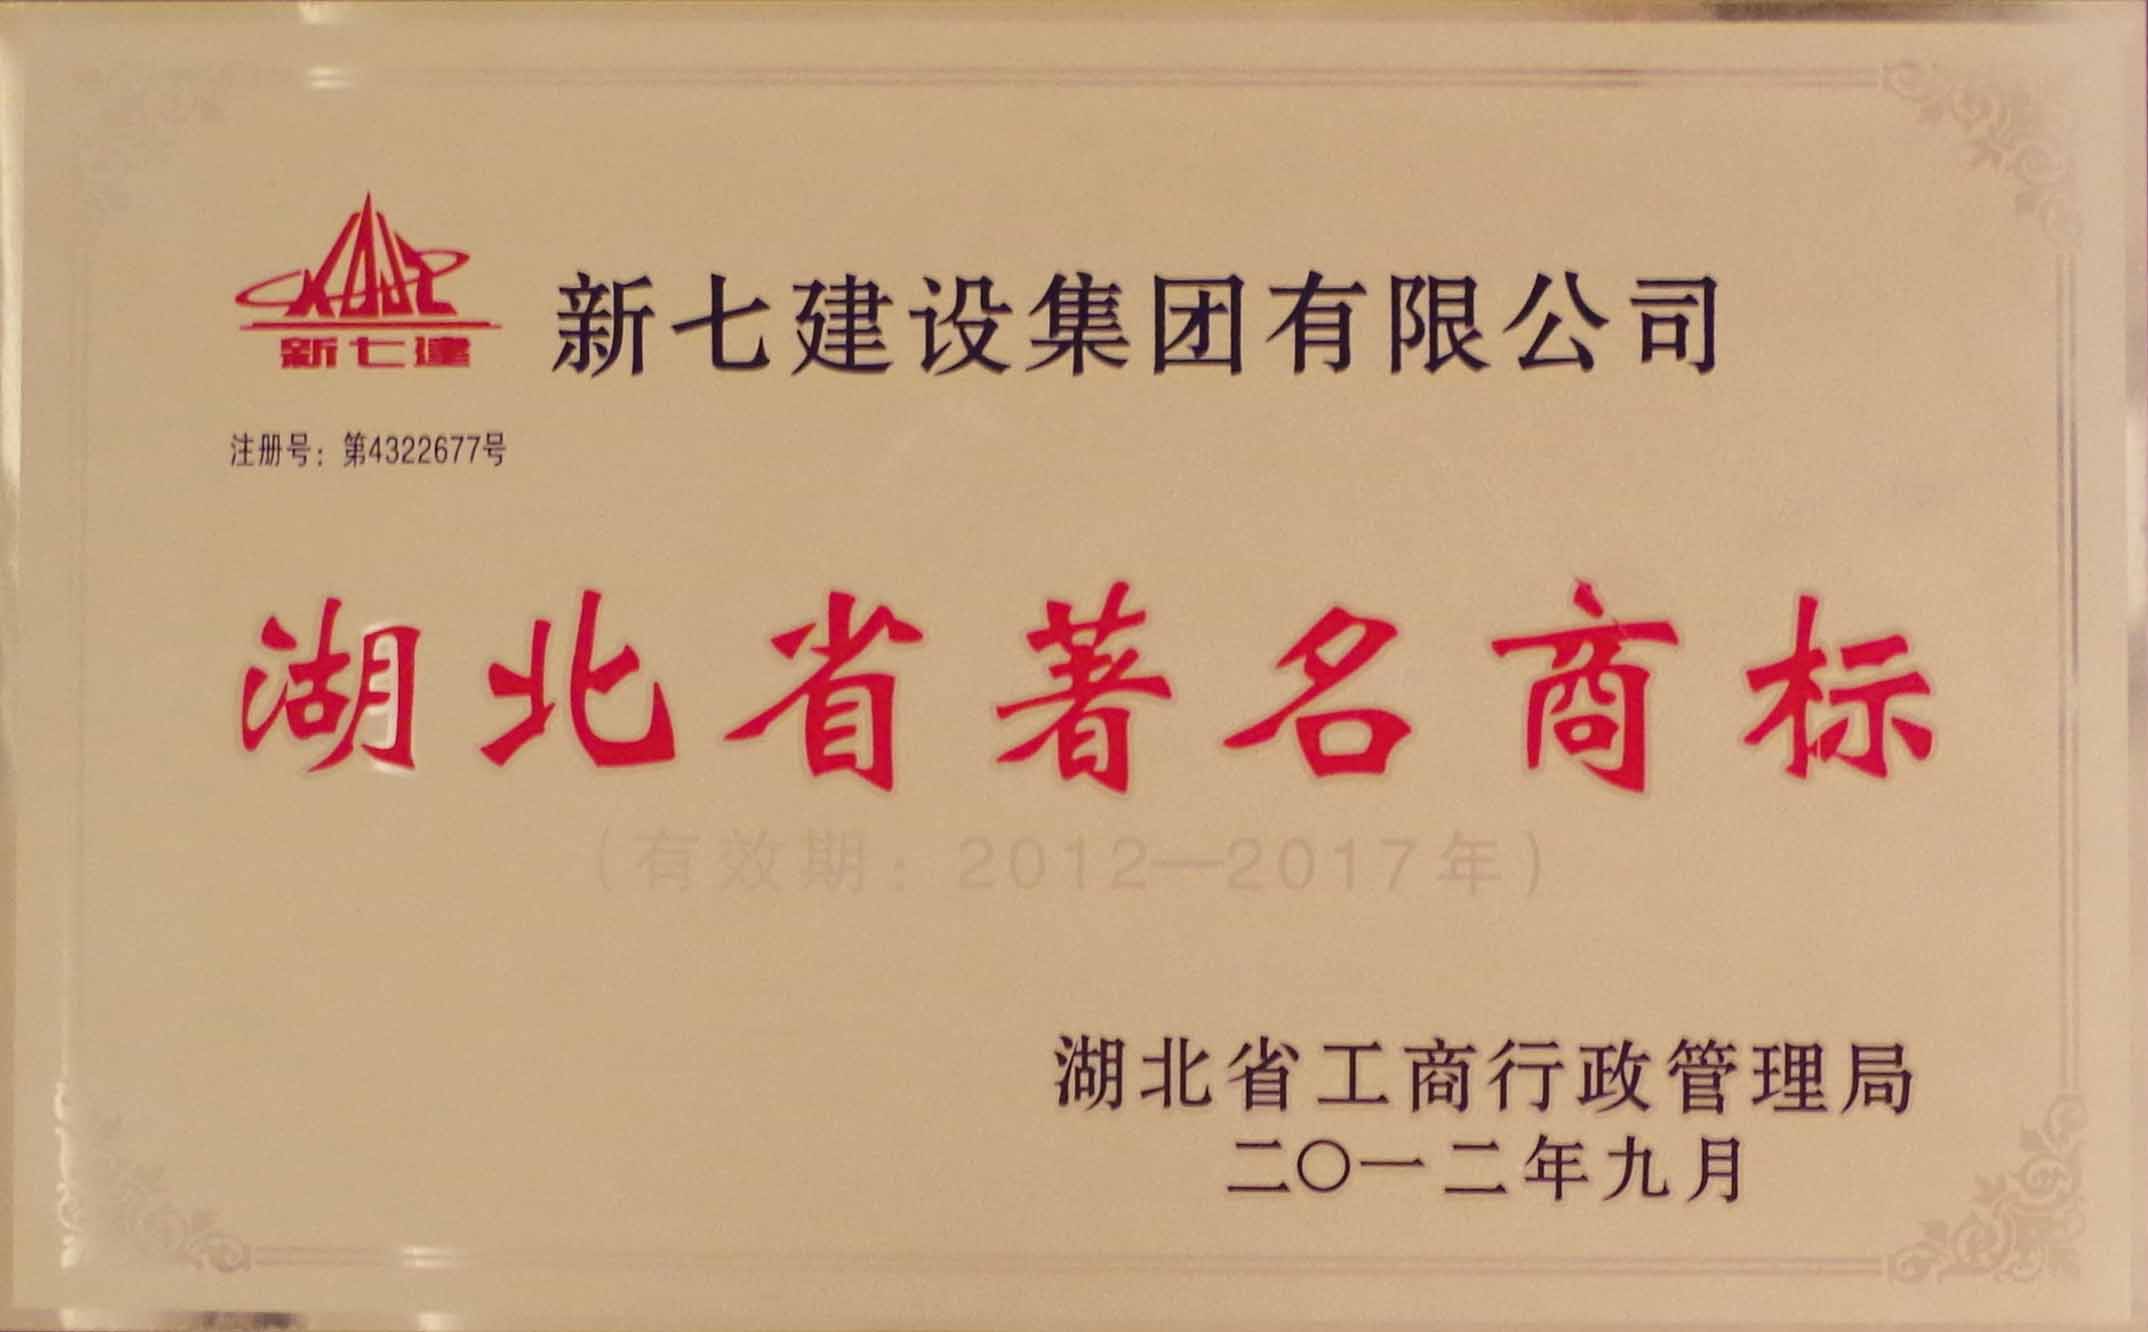 新七建
新七建设集团有限公司
注册号：第4322677号
湖北省著名商标
（有效期：2012—2017年）
湖北省工商行政管理局
二〇一二年九月